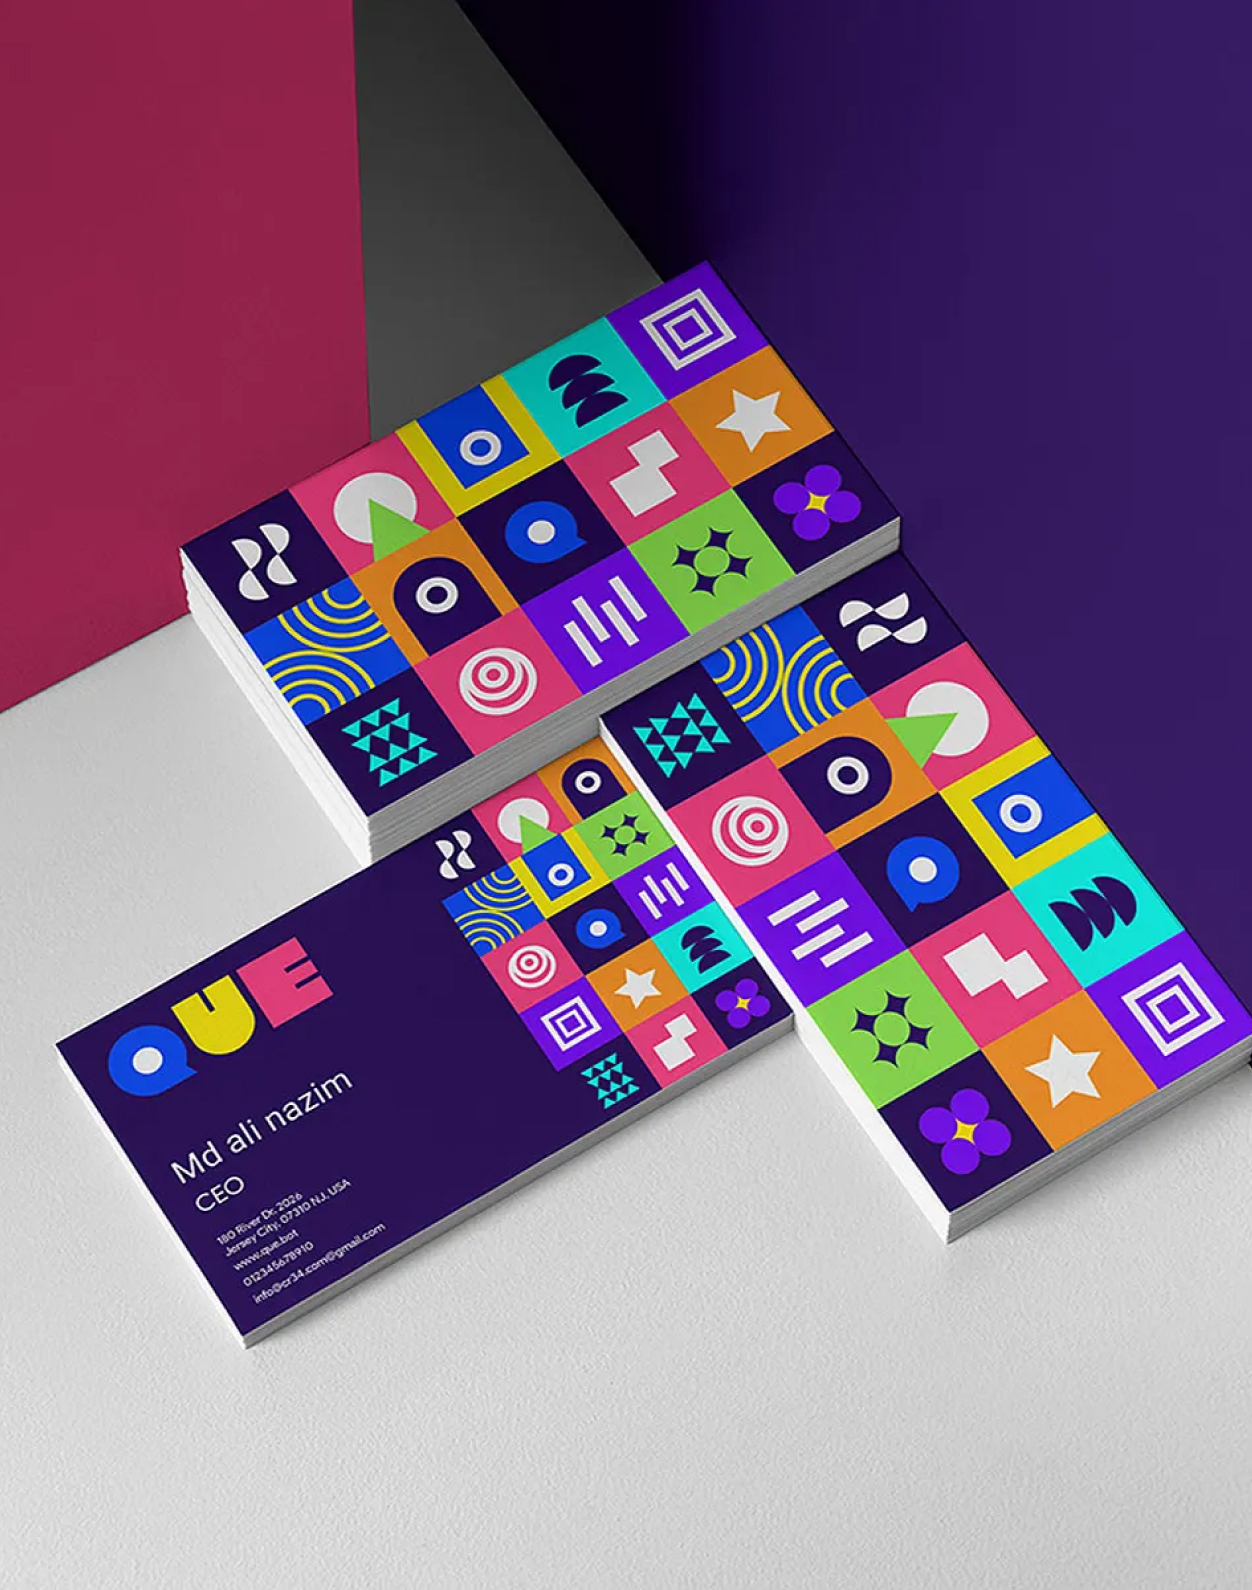 QUE
Md ali nazim
CEO
180 River Dr, 2026
Jersey City, 07310 NJ, USA
www.que.bot
012345678910
info@cr34.com@gmail.com